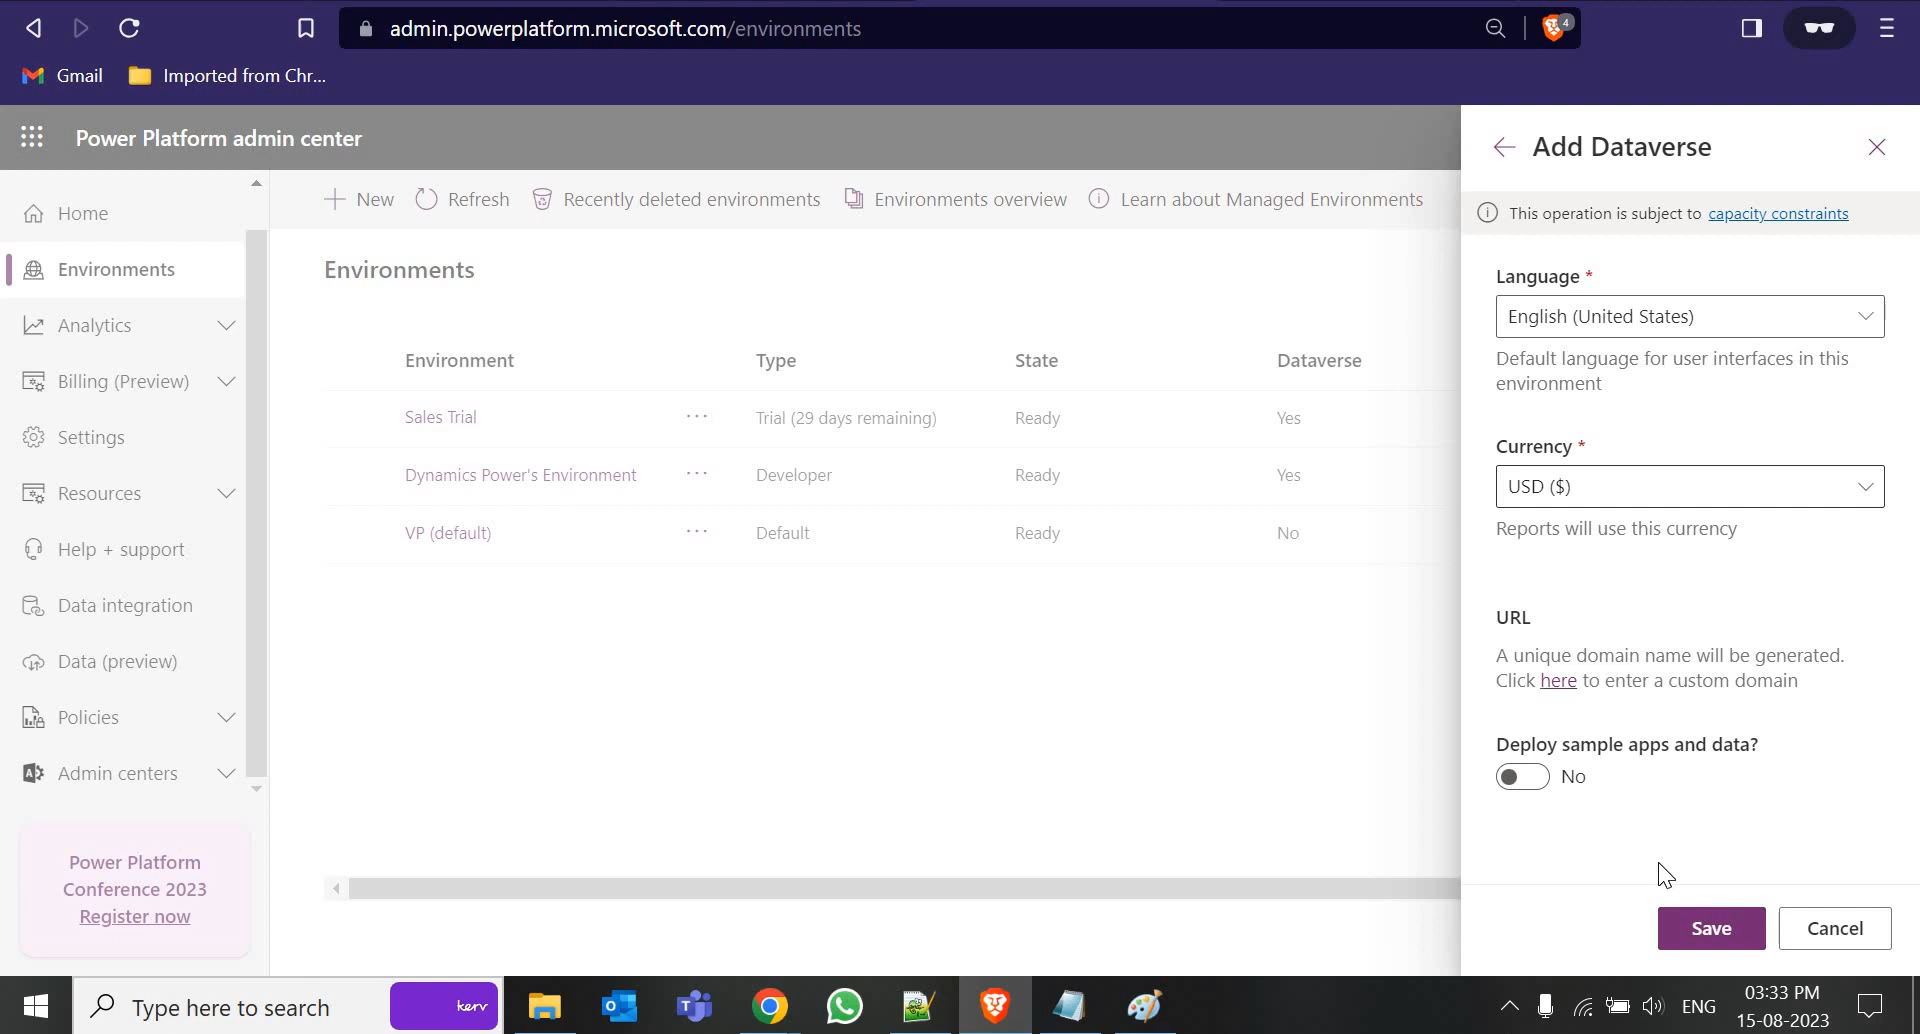 admin.powerplatform.microsoft.com/environments
4
Gmail
Imported from Chr...
Power Platform admin center
Home
Environments
Analytics
Billing (Preview)
Settings
Resources
Help + support
Data integration
Data (preview)
Policies
Admin centers
Power Platform
Conference 2023
Register now
New
Refresh
Recently deleted environments
Environments overview
Learn about Managed Environments
Environments
Environment Type State Dataverse
Sales Trial ... Trial (29 days remaining) Ready Yes
Dynamics Power's Environment ... Developer Ready Yes
VP (default) ... Default Ready No
Add Dataverse
This operation is subject to capacity constraints
Language *
English (United States)
Default language for user interfaces in this
environment
Currency *
USD ($)
Reports will use this currency
URL
A unique domain name will be generated.
Click here to enter a custom domain
Deploy sample apps and data?
No
Save
Cancel
Type here to search
kerv
ENG
03:33 PM
15-08-2023